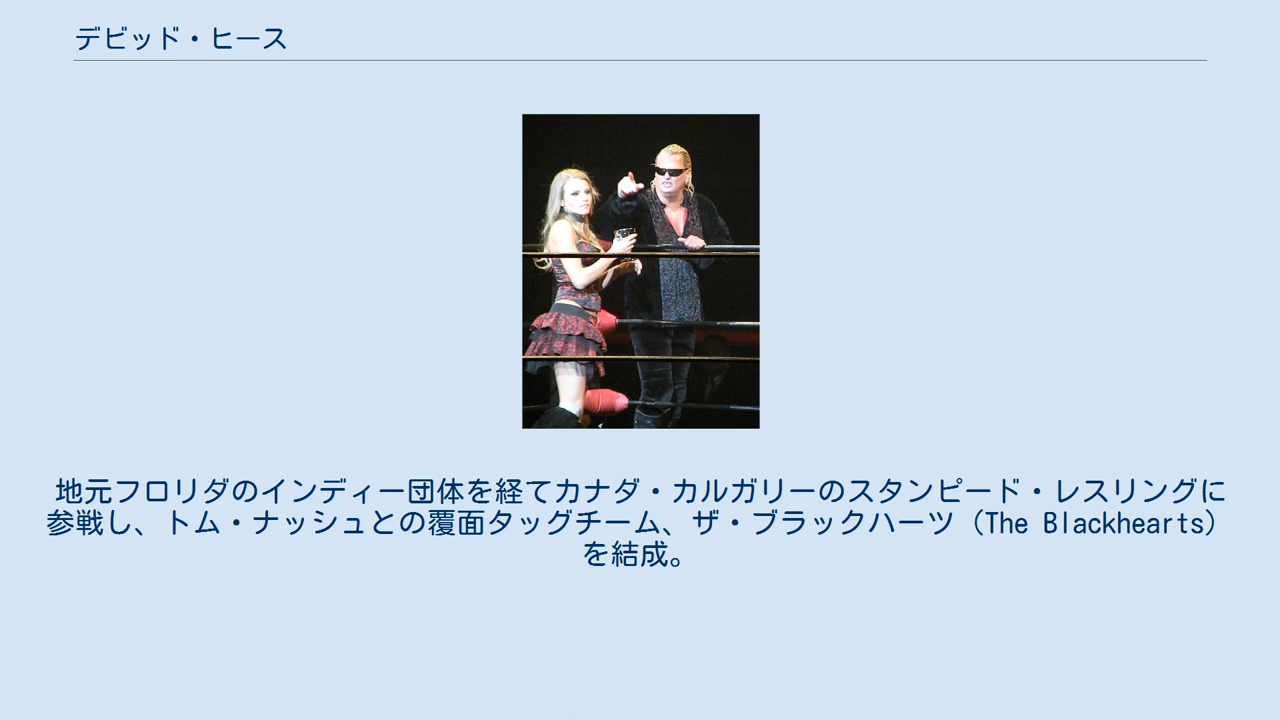 デビッド・ヒース
地元フロリダのインディー団体を経てカナダ・カルガリーのスタンピード・レスリングに
参戦し、トム・ナッシュとの覆面タッグチーム、ザ・ブラックハーツ（The Blackhearts）
を結成。